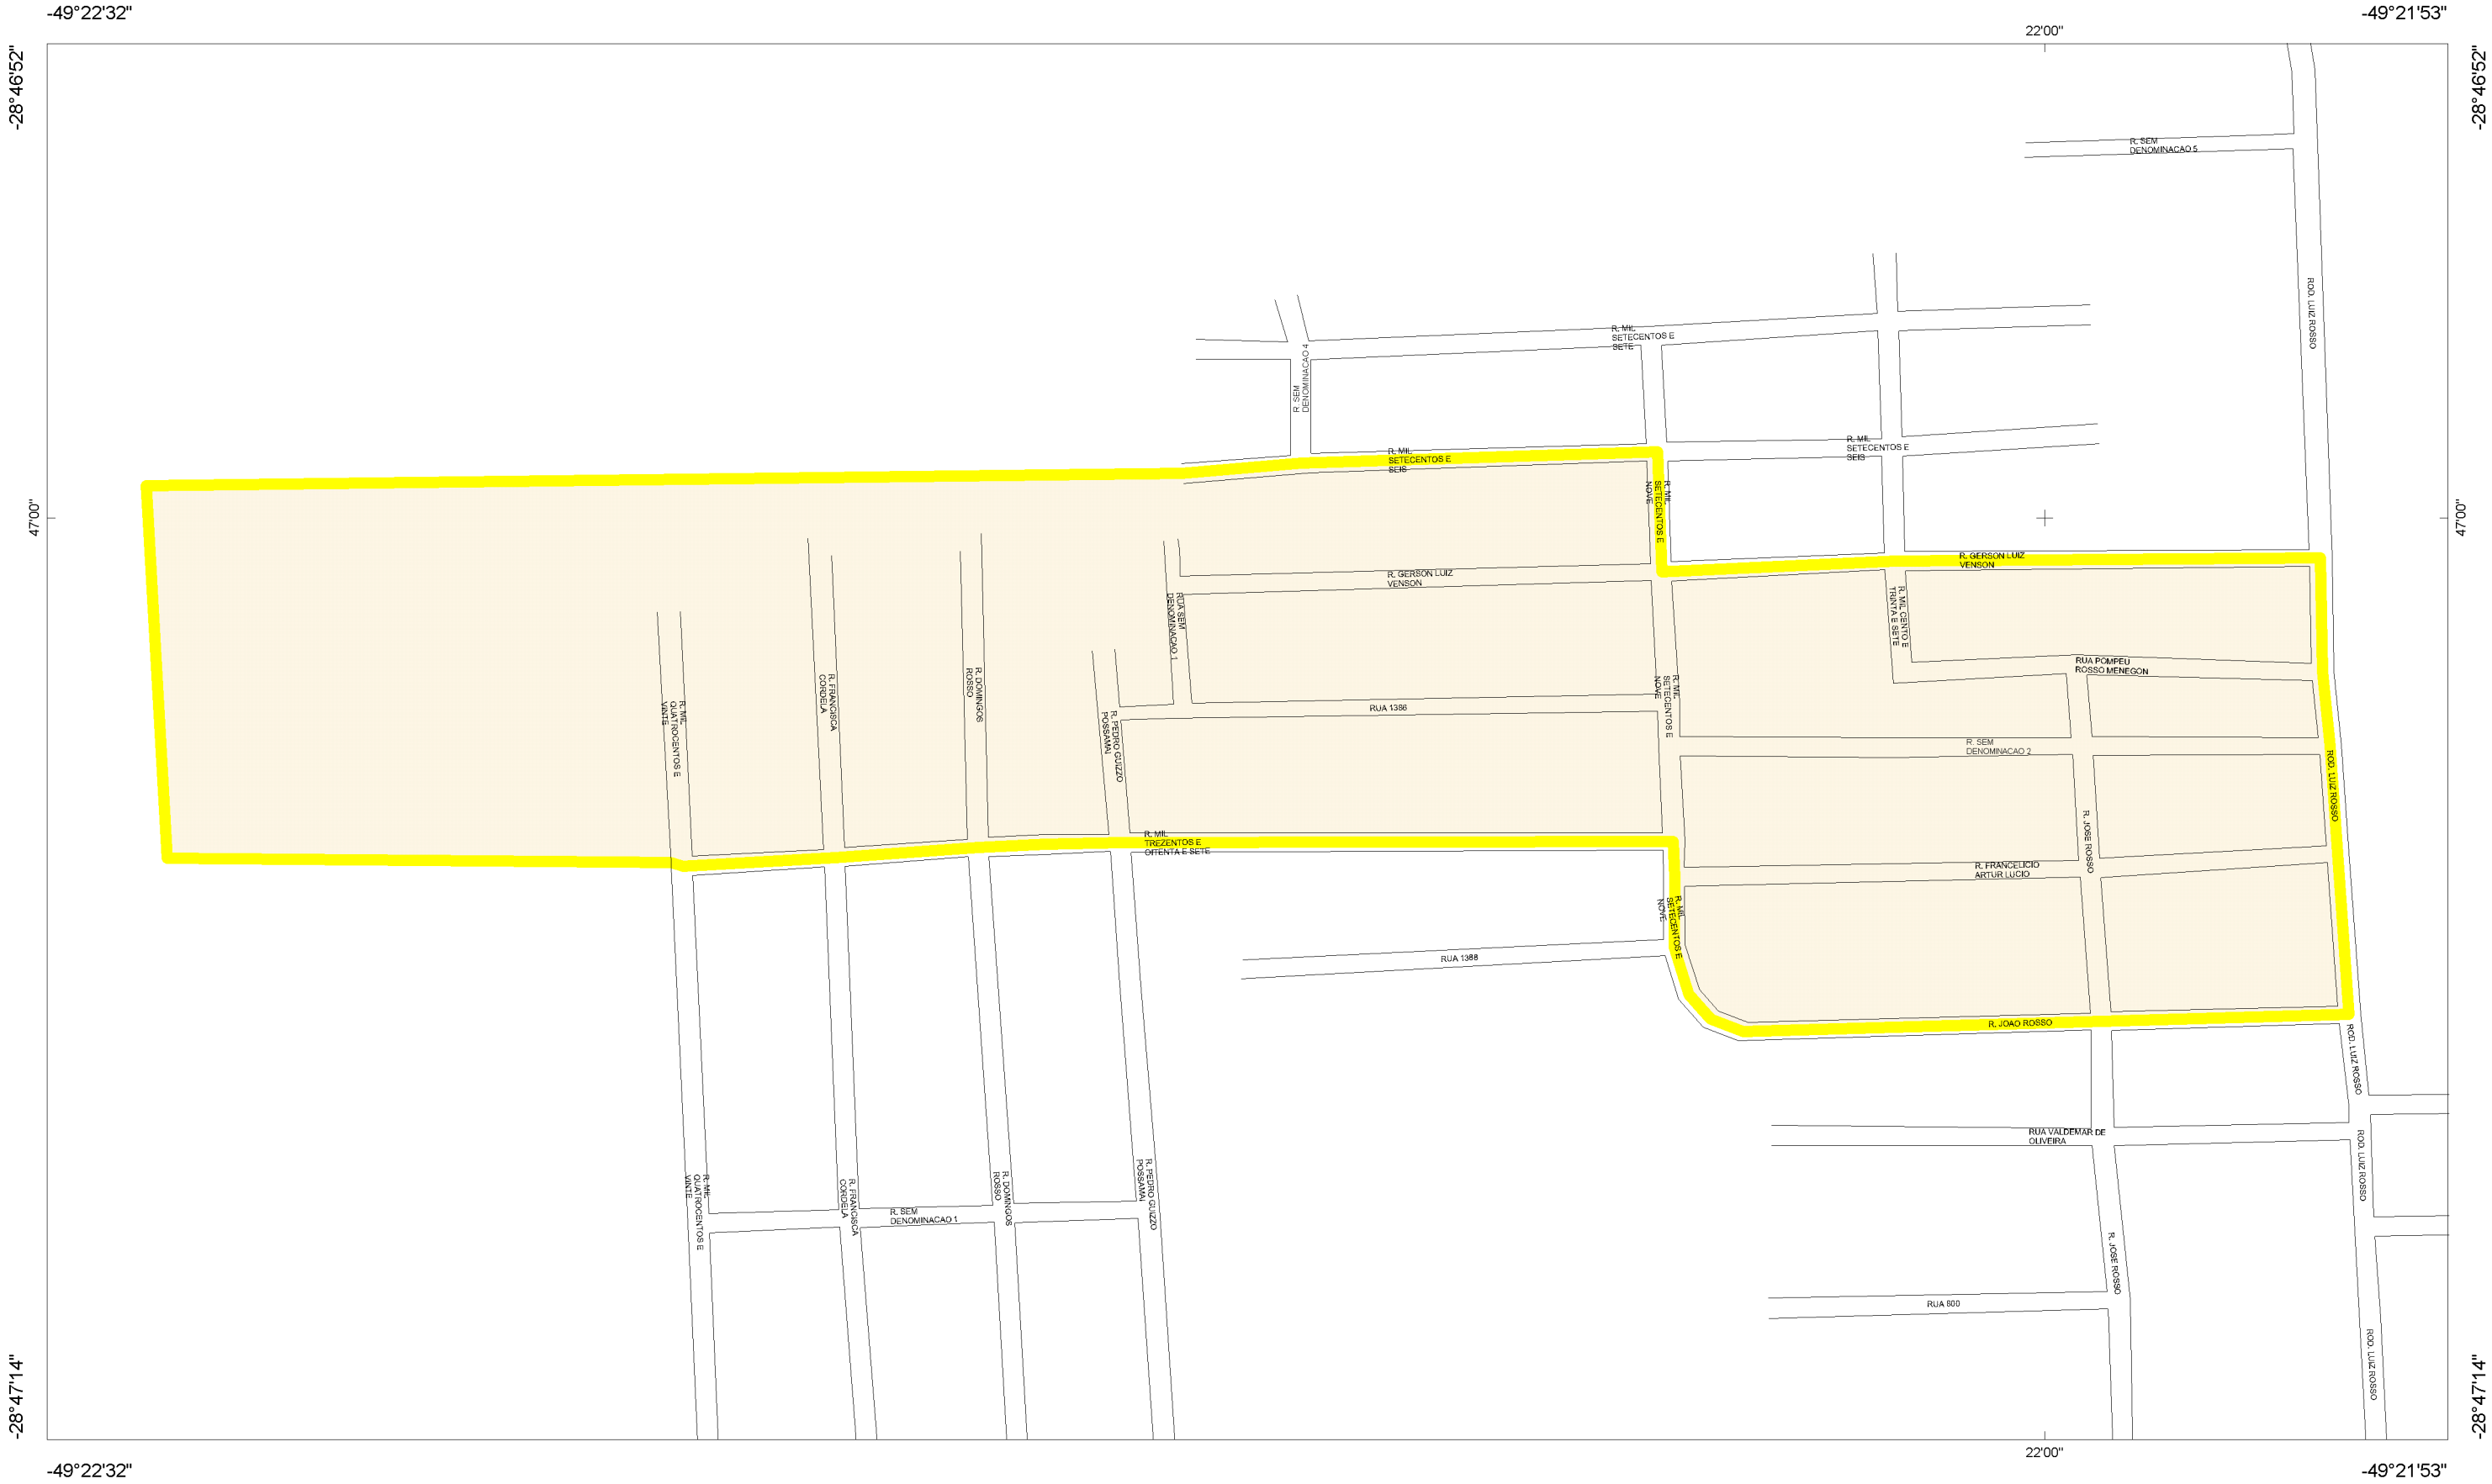 -49°22'32"
-49°21'53"
22'00"
-28°46'52"
-28°46'52"
R. SEM
DENOMINACAO 5
ROD. LUIZ ROSSO
R. MIL
SETECENTOS E
SETE
R. SEM
DENOMINACAO 4
R. MIL
SETECENTOS E
SEIS
R. MIL
SETECENTOS E
SEIS
R. MIL
SETECENTOS E
NOVE
47'00"
47'00"
R. GERSON LUIZ
VENSON
R. GERSON LUIZ
VENSON
RUA SEM
DENOMINACAO 1
R. MIL CENTO E
TRINTA E SETE
RUA POMPEU
ROSSO MENEGON
R. MIL
QUATROCENTOS E
VINTE
R. FRANCISCA
CORDELA
R. DOMINGOS
ROSSO
R. PEDRO GUIZZO
POSSAMAI
RUA 1386
R. MIL
SETECENTOS E
NOVE
R. SEM
DENOMINACAO 2
ROD. LUIZ ROSSO
R. MIL
TREZENTOS E
OITENTA E SETE
R. JOSE ROSSO
R. FRANCELICIO
ARTUR LUCIO
R. MIL
SETECENTOS E
NOVE
RUA 1388
R. JOAO ROSSO
ROD. LUIZ ROSSO
RUA VALDEMAR DE
OLIVEIRA
ROD. LUIZ ROSSO
R. MIL
QUATROCENTOS E
VINTE
R. FRANCISCA
CORDELA
R. SEM
DENOMINACAO 1
R. DOMINGOS
ROSSO
R. PEDRO GUIZZO
POSSAMAI
R. JOSE ROSSO
RUA 800
ROD. LUIZ ROSSO
-28°47'14"
-28°47'14"
22'00"
-49°22'32"
-49°21'53"